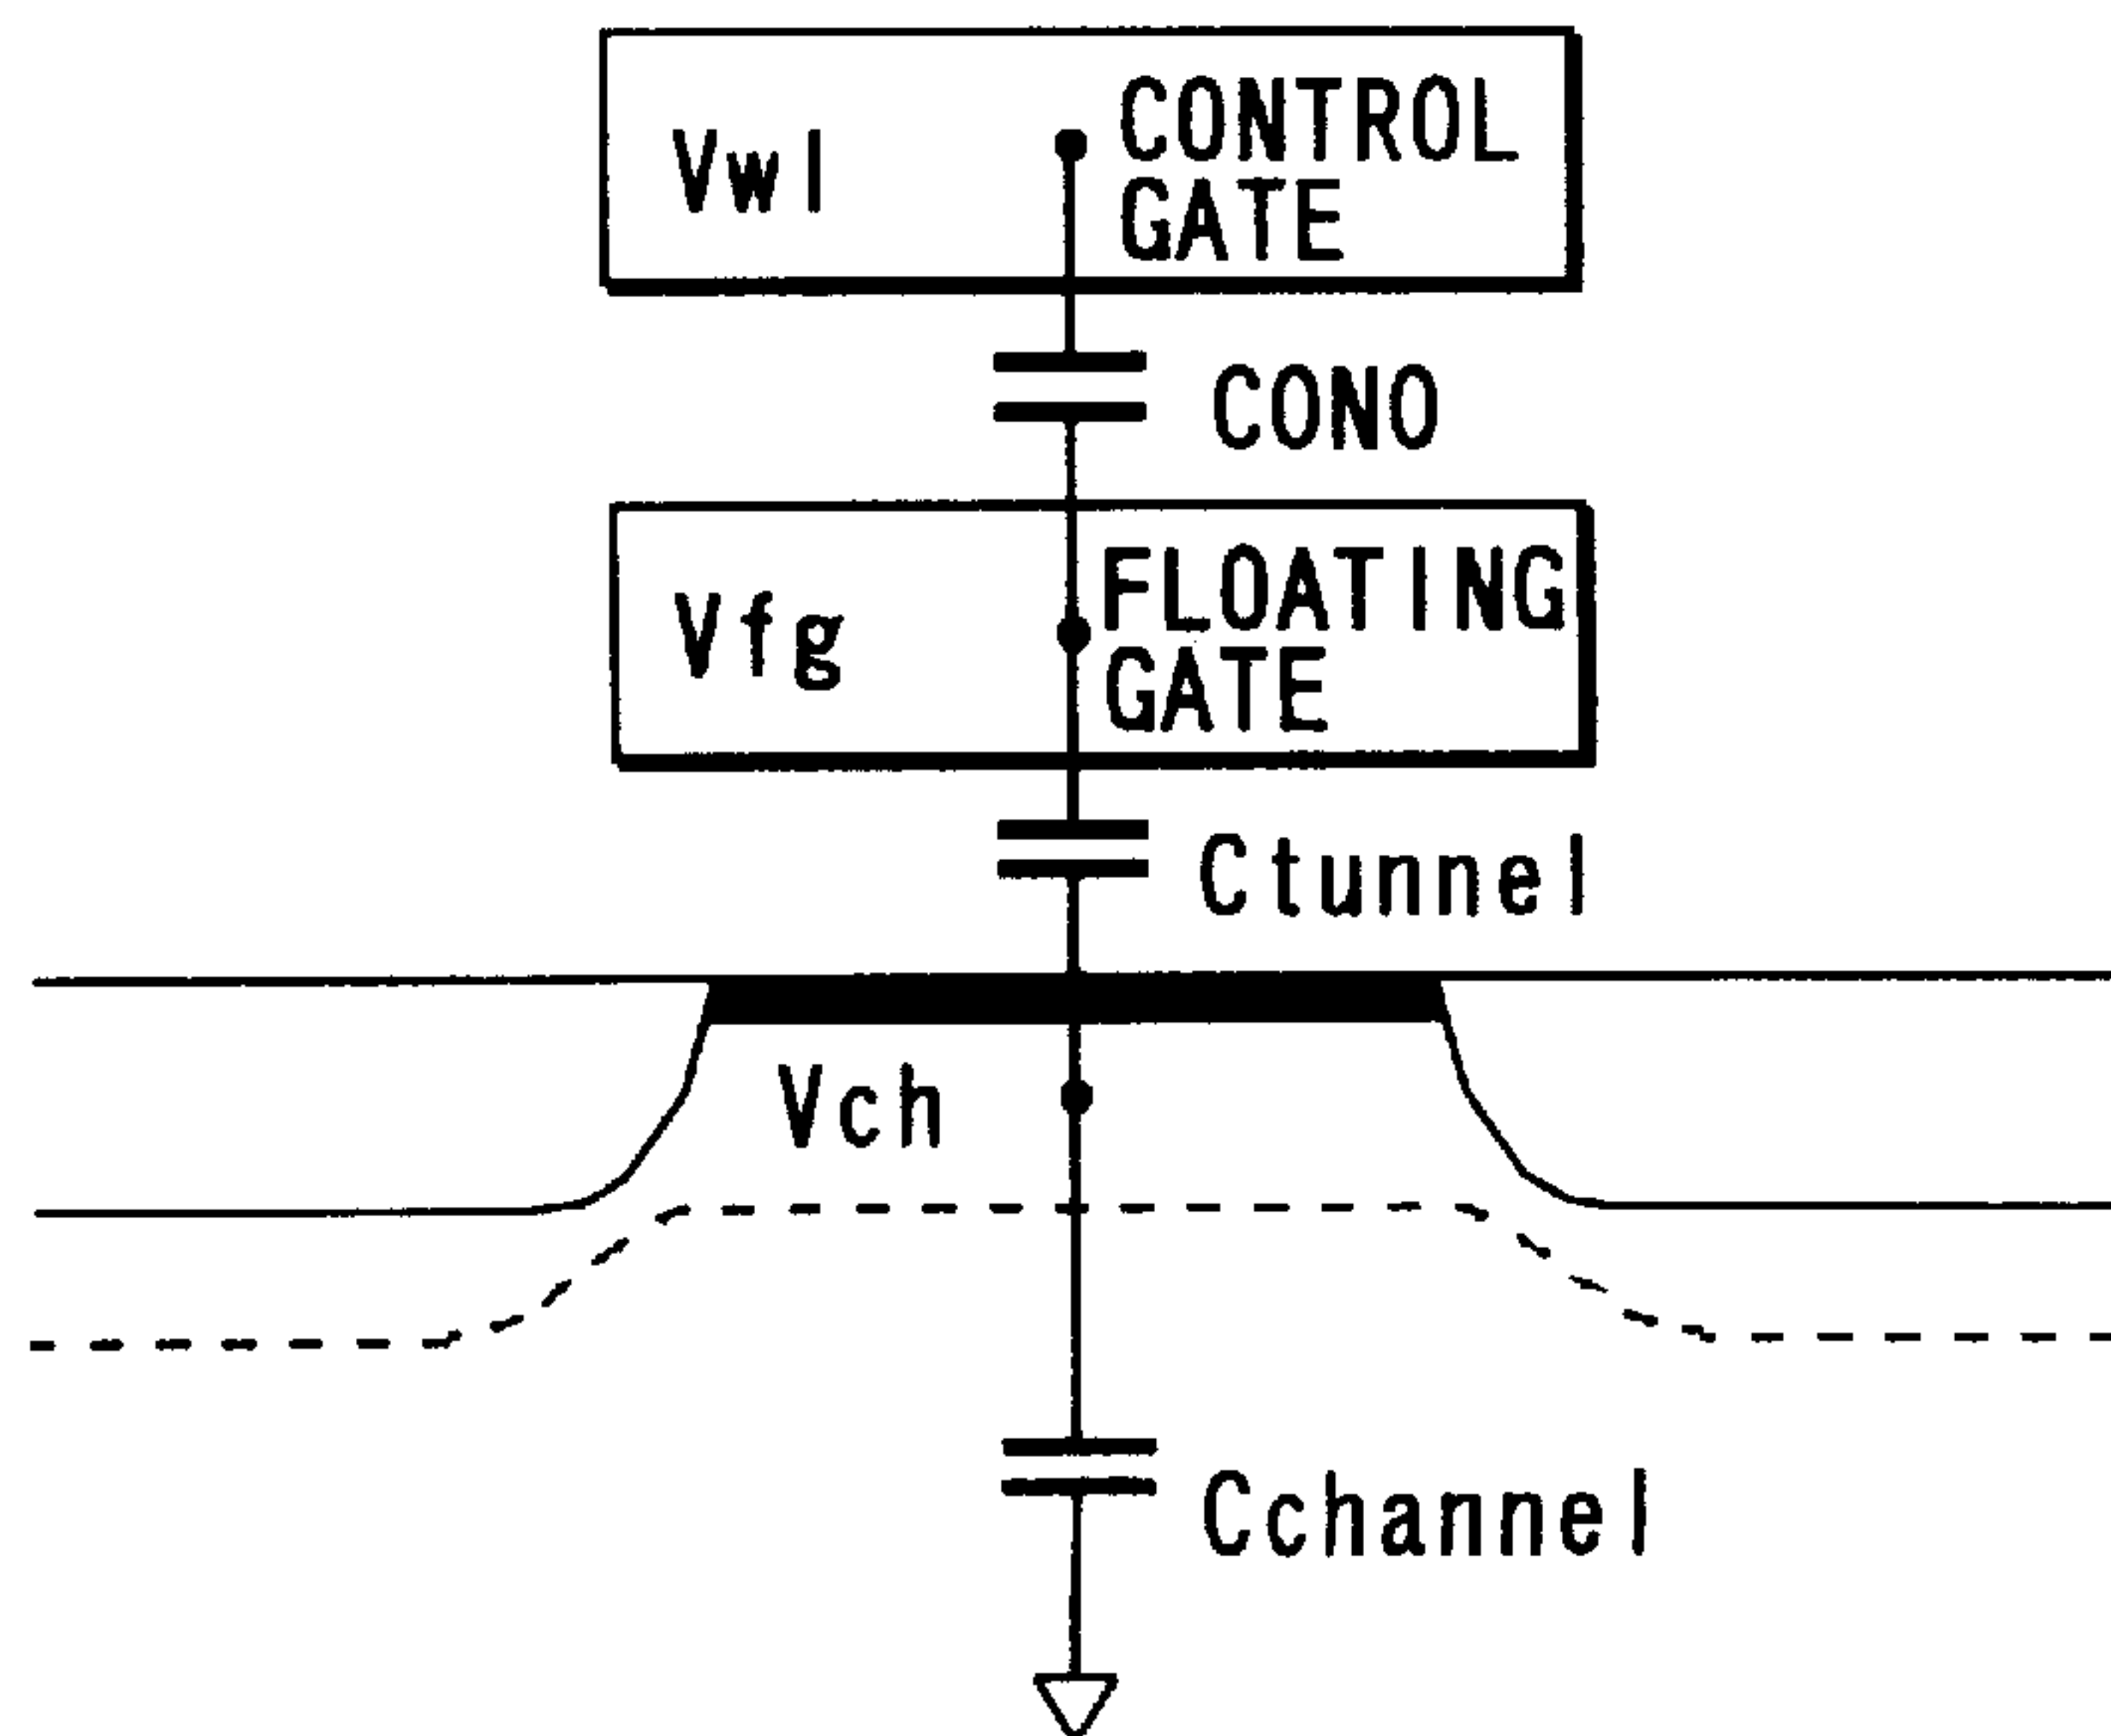 Vwl
CONTROL
GATE
CONO
Vfg
FLOATING
GATE
Ctunnel
Vch
Cchannel